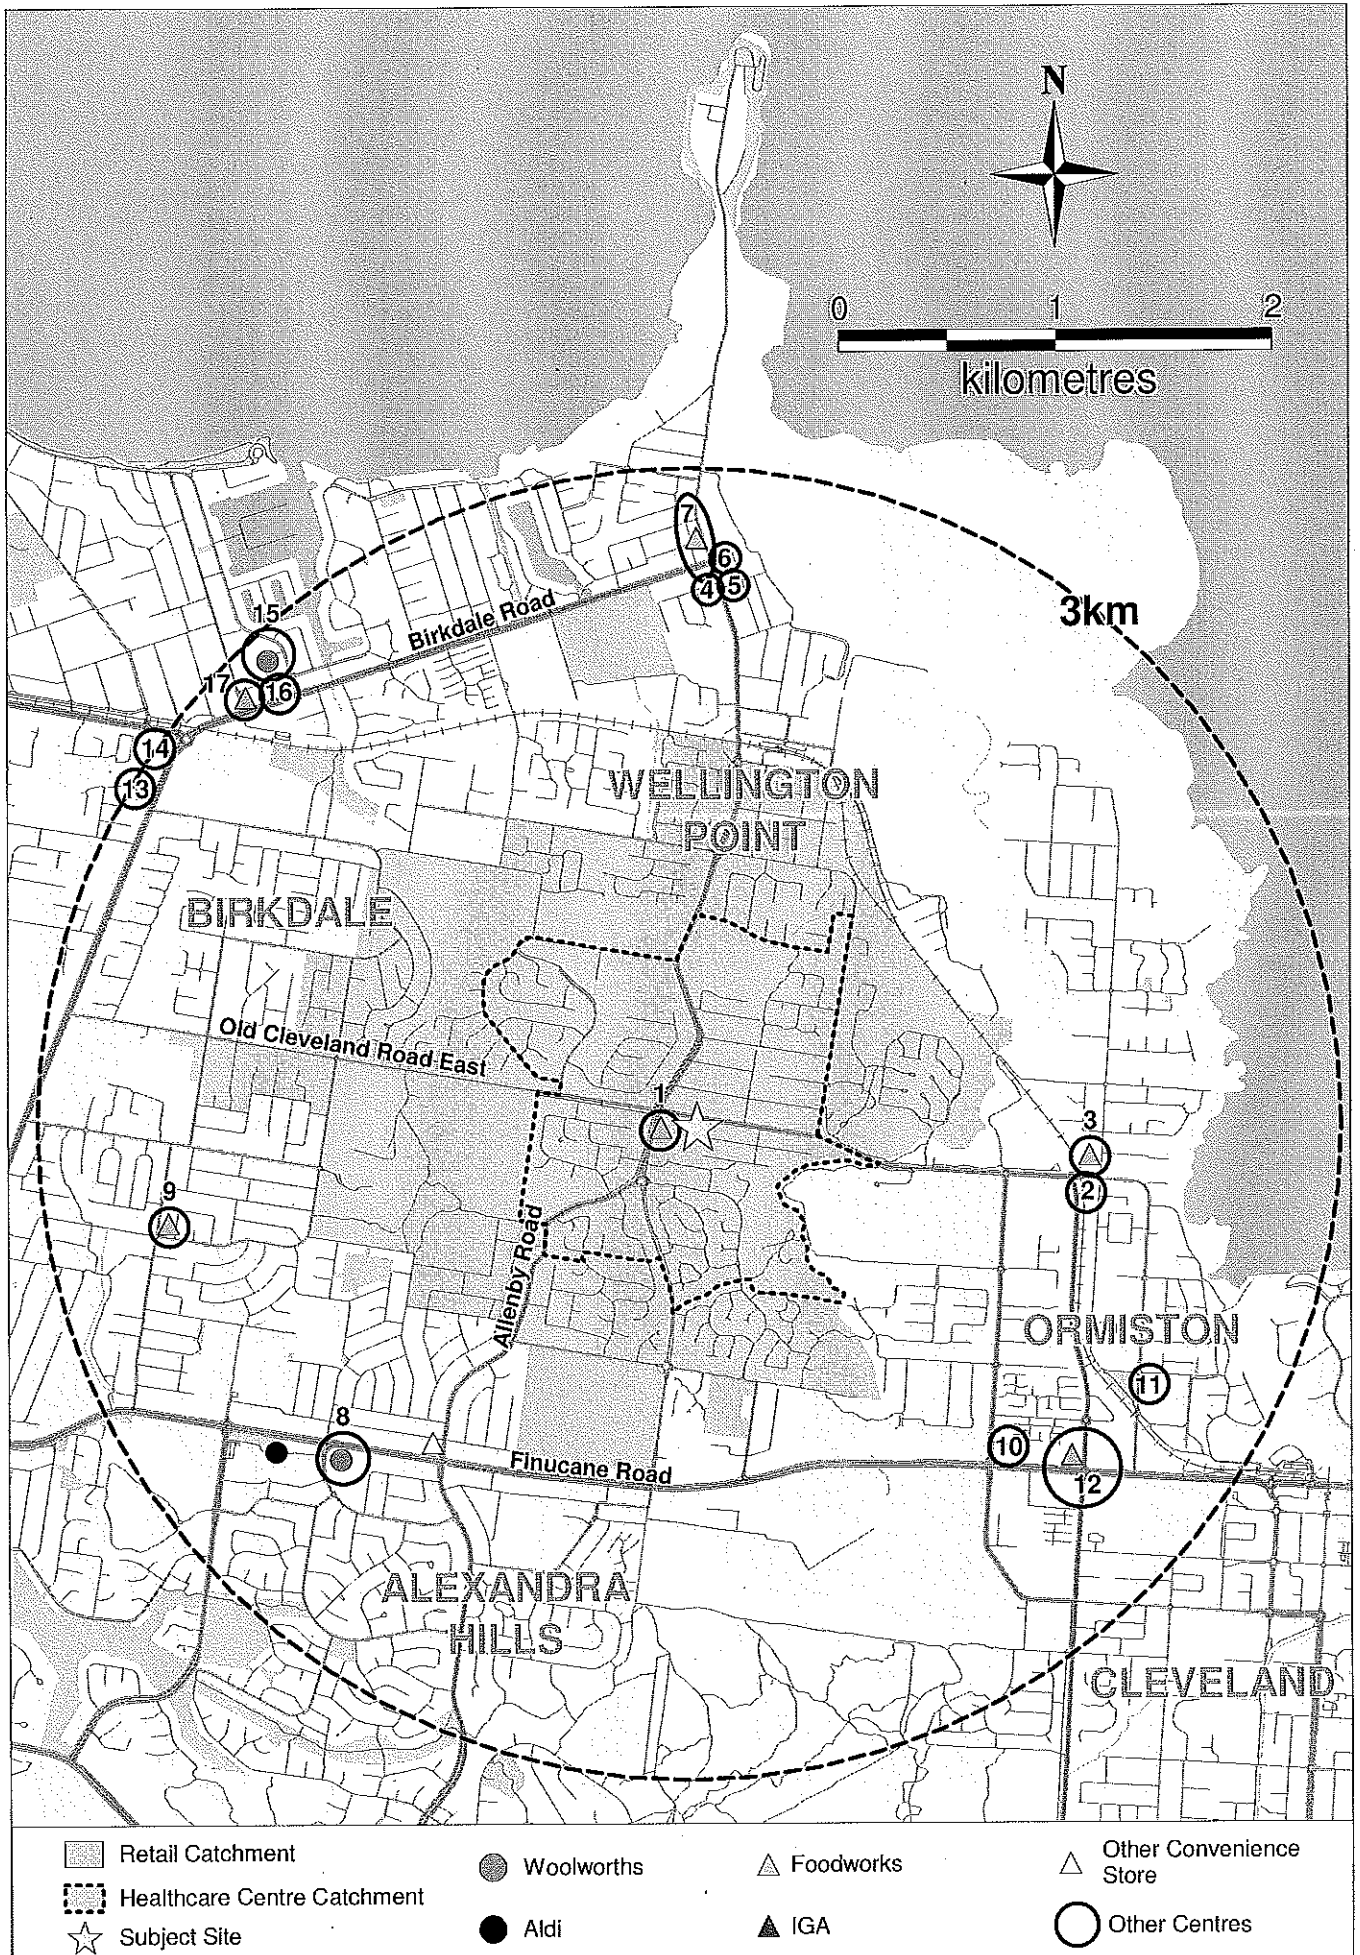 N
0 1 2
kilometres
7
6
4 5
3km
15
Birkdale Road
17 16
14
13
WELLINGTON
POINT
BIRKDALE
Old Cleveland Road East
1
3
2
9
Allenby Road
ORMISTON
11
8
10
Finucane Road
12
ALEXANDRA
HILLS
CLEVELAND
Retail Catchment
Healthcare Centre Catchment
Subject Site
Woolworths
Aldi
Foodworks
IGA
Other Convenience
Store
Other Centres